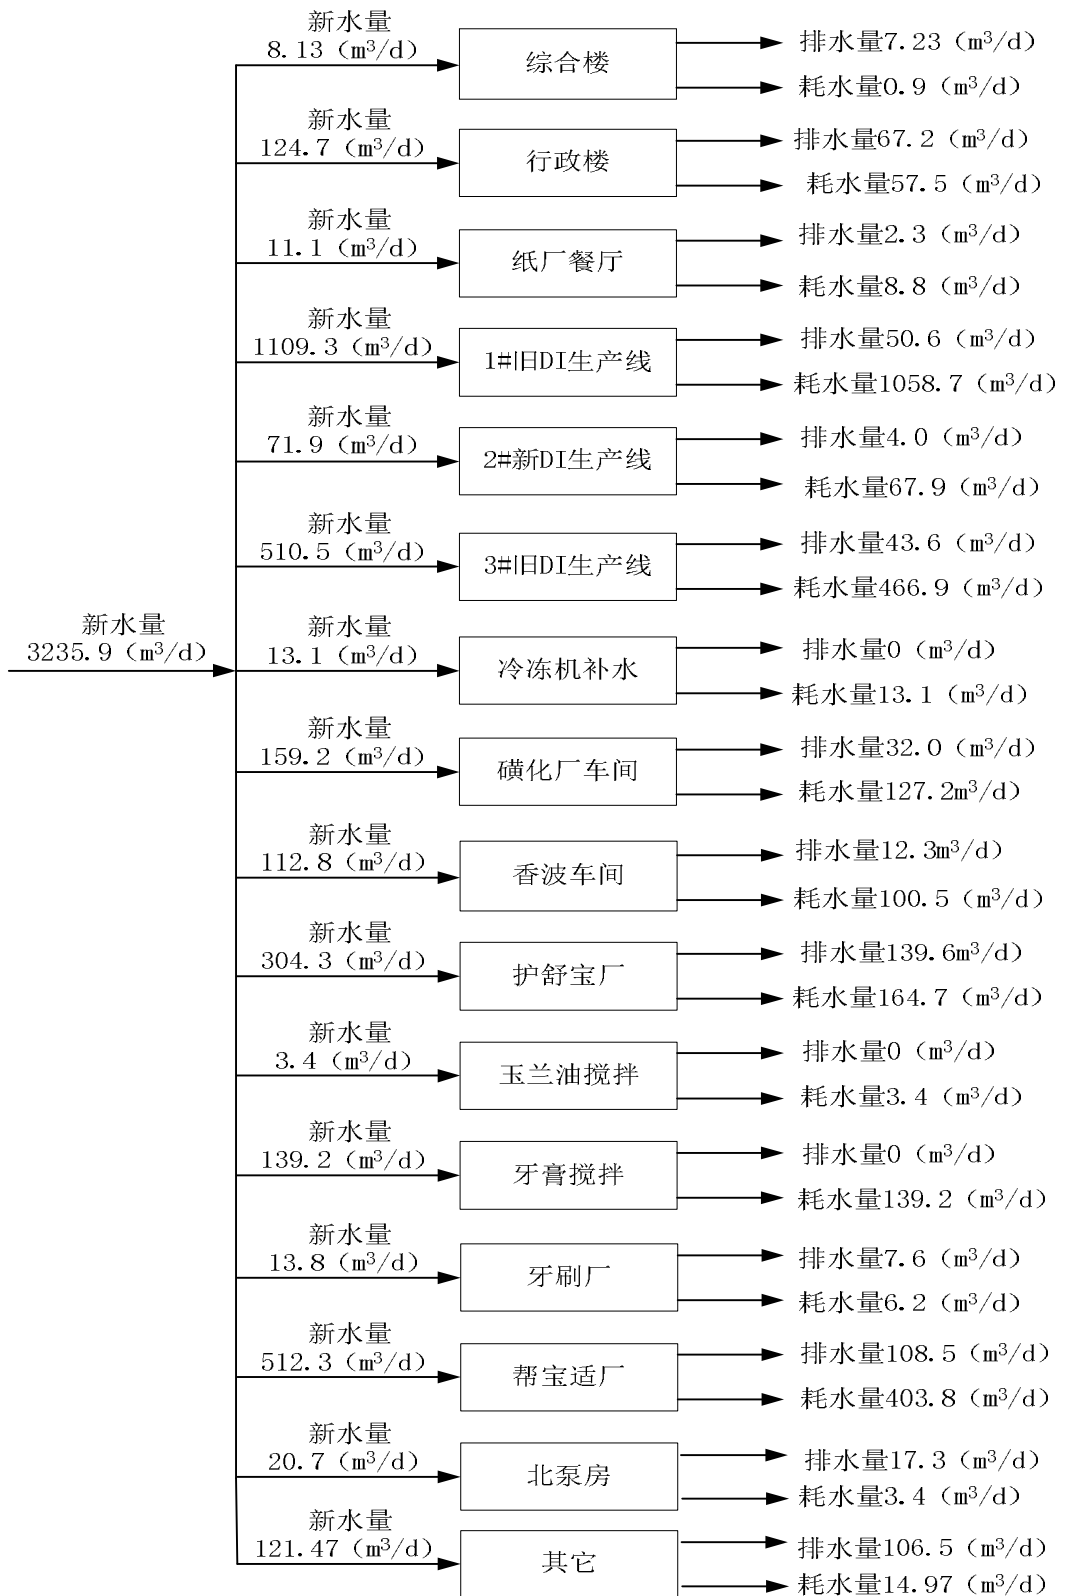 新水量
8.13（m³/d）
综合楼
排水量7.23（m³/d）
耗水量0.9（m³/d）
新水量
124.7（m³/d）
行政楼
排水量67.2（m³/d）
耗水量57.5（m³/d）
新水量
11.1（m³/d）
纸厂餐厅
排水量2.3（m³/d）
耗水量8.8（m³/d）
新水量
1109.3（m³/d）
1#旧DI生产线
排水量50.6（m³/d）
耗水量1058.7（m³/d）
新水量
71.9（m³/d）
2#新DI生产线
排水量4.0（m³/d）
耗水量67.9（m³/d）
新水量
510.5（m³/d）
3#旧DI生产线
排水量43.6（m³/d）
耗水量466.9（m³/d）
新水量
3235.9（m³/d）
新水量
13.1（m³/d）
冷冻机补水
排水量0（m³/d）
耗水量13.1（m³/d）
新水量
159.2（m³/d）
磺化厂车间
排水量32.0（m³/d）
耗水量127.2m³/d）
新水量
112.8（m³/d）
香波车间
排水量12.3m³/d）
耗水量100.5（m³/d）
新水量
304.3（m³/d）
护舒宝厂
排水量139.6m³/d）
耗水量164.7（m³/d）
新水量
3.4（m³/d）
玉兰油搅拌
排水量0（m³/d）
耗水量3.4（m³/d）
新水量
139.2（m³/d）
牙膏搅拌
排水量0（m³/d）
耗水量139.2（m³/d）
新水量
13.8（m³/d）
牙刷厂
排水量7.6（m³/d）
耗水量6.2（m³/d）
新水量
512.3（m³/d）
帮宝适厂
排水量108.5（m³/d）
耗水量403.8（m³/d）
新水量
20.7（m³/d）
北泵房
排水量17.3（m³/d）
耗水量3.4（m³/d）
新水量
121.47（m³/d）
其它
排水量106.5（m³/d）
耗水量14.97（m³/d）